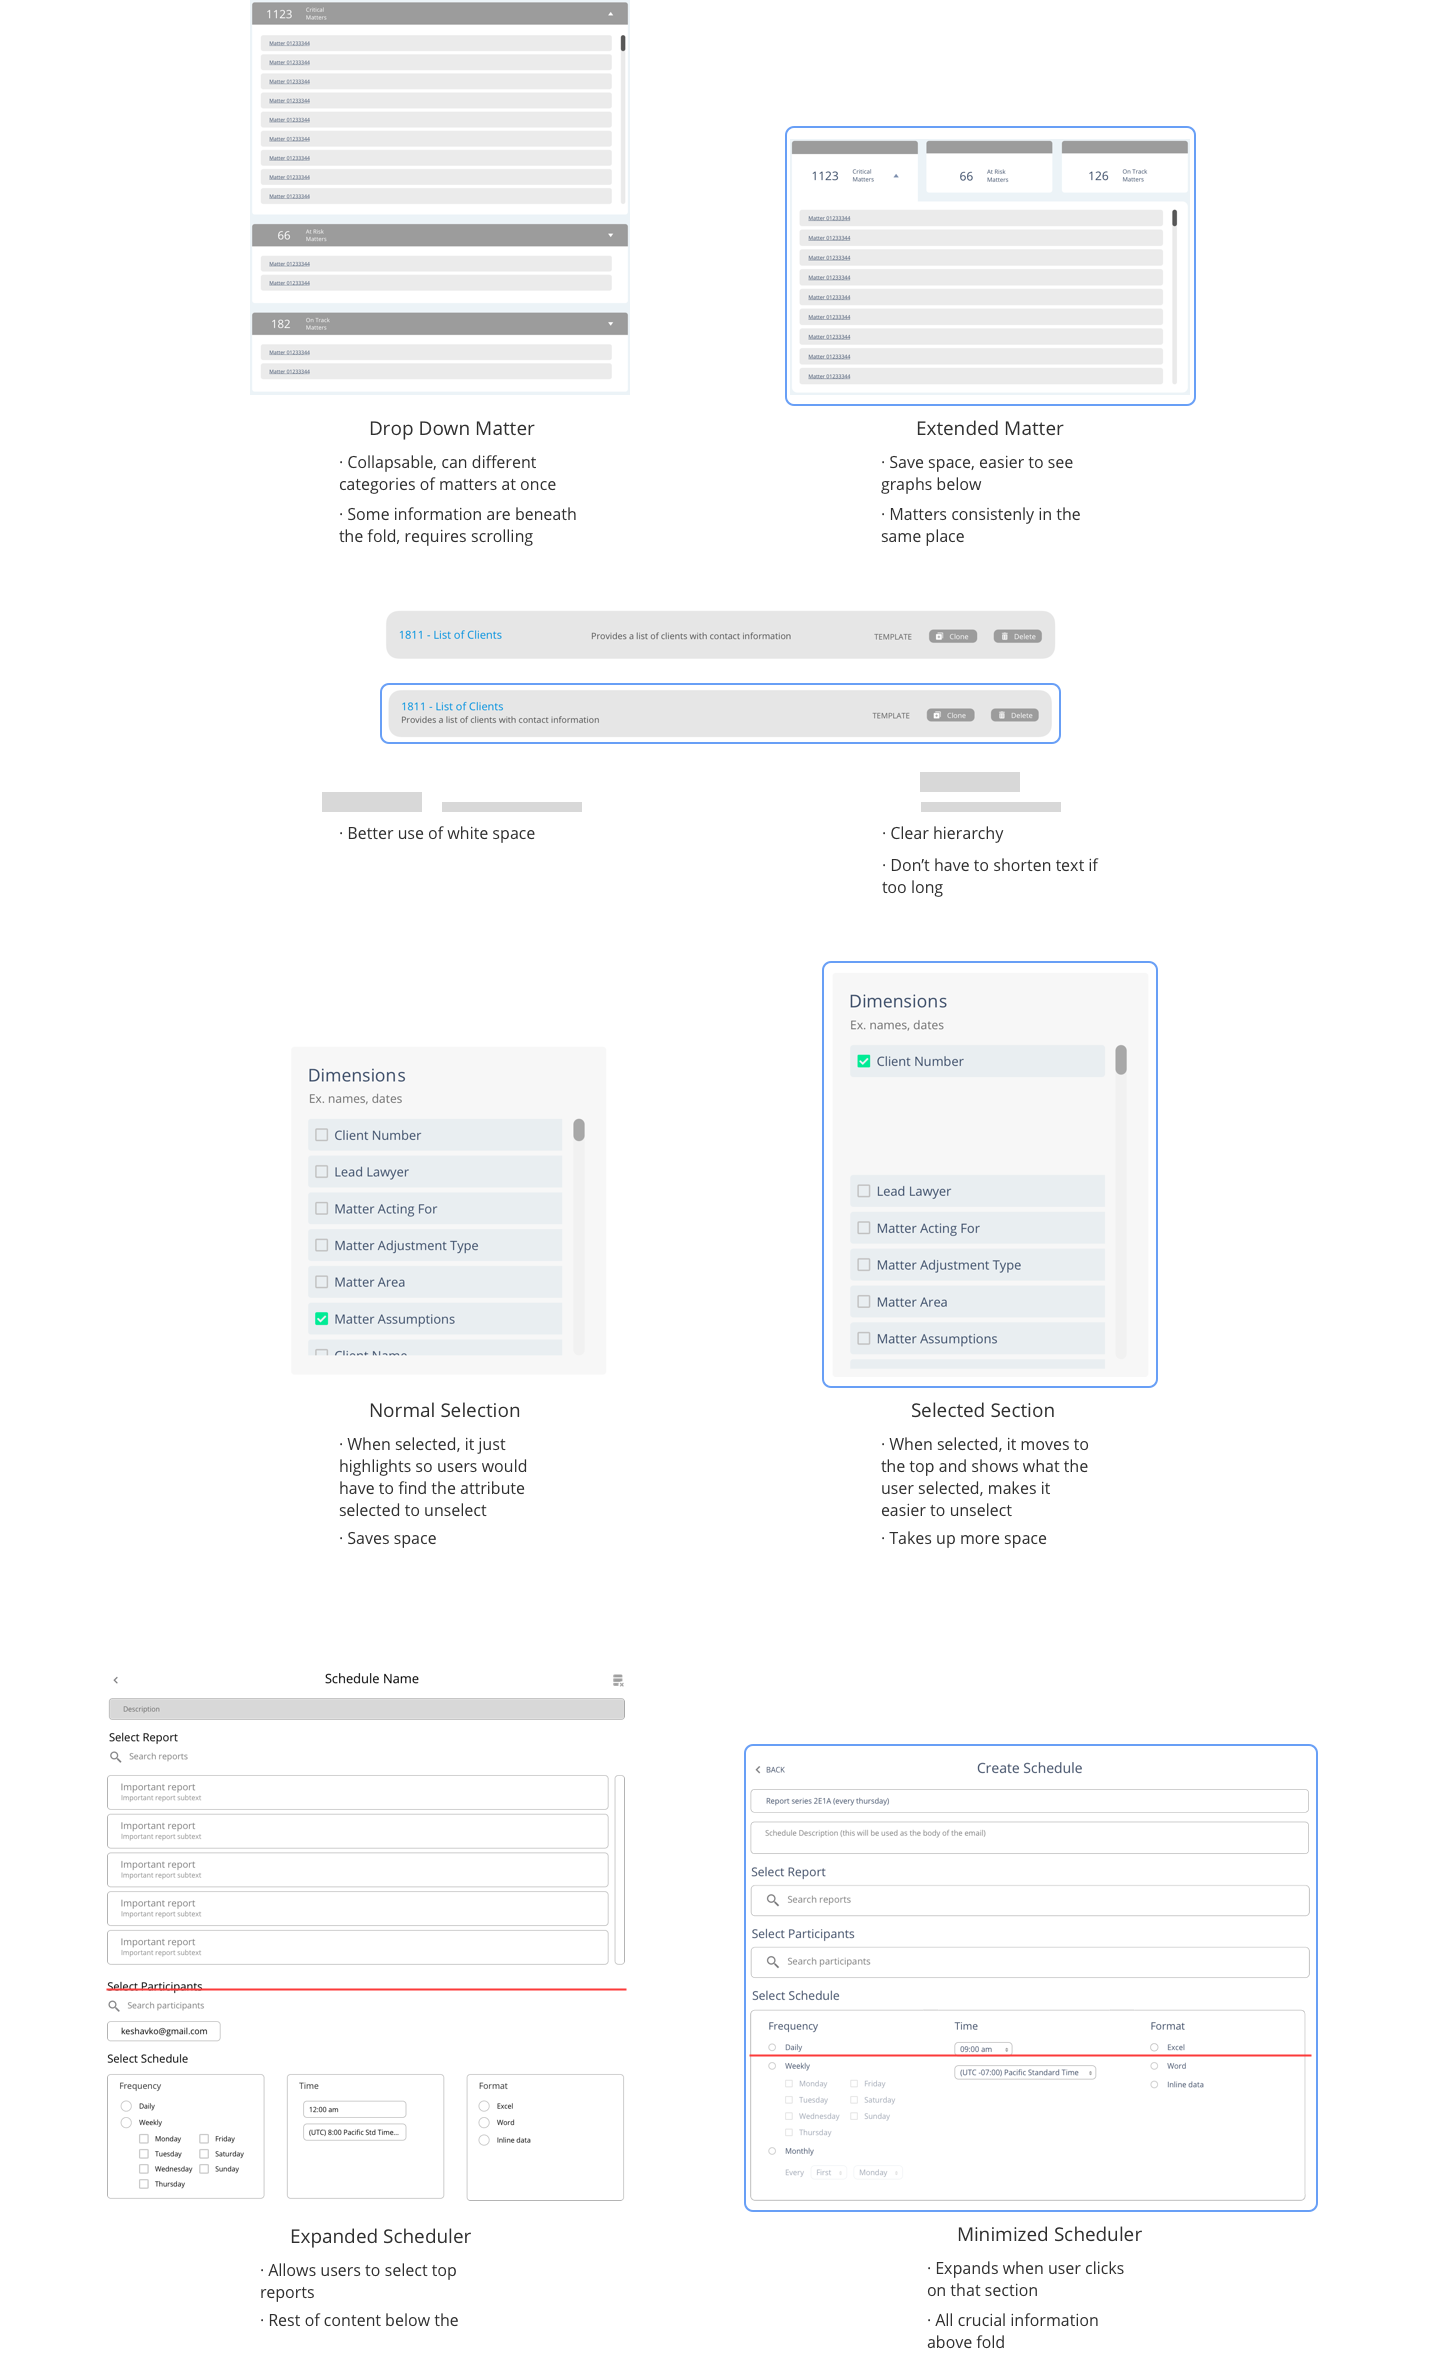 1123 Critical Matters
Matter 01233344
Matter 01233344
Matter 01233344
Matter 01233344
Matter 01233344
Matter 01233344
Matter 01233344
Matter 01233344
Matter 01233344
66 At Risk Matters
Matter 01233344
Matter 01233344
182 On Track Matters
Matter 01233344
Matter 01233344
Drop Down Matter
· Collapsable, can different
categories of matters at once
· Some information are beneath
the fold, requires scrolling
1123 Critical Matters
66 At Risk Matters
126 On Track Matters
Matter 01233344
Matter 01233344
Matter 01233344
Matter 01233344
Matter 01233344
Matter 01233344
Matter 01233344
Matter 01233344
Matter 01233344
Extended Matter
· Save space, easier to see
graphs below
· Matters consistenly in the
same place
1811 - List of Clients Provides a list of clients with contact information TEMPLATE Clone Delete
1811 - List of Clients
Provides a list of clients with contact information
TEMPLATE Clone Delete
· Better use of white space
· Clear hierarchy
· Don't have to shorten text if
too long
Dimensions
Ex. names, dates
Client Number
Lead Lawyer
Matter Acting For
Matter Adjustment Type
Matter Area
Matter Assumptions
Client Name
Normal Selection
· When selected, it just
highlights so users would
have to find the attribute
selected to unselect
· Saves space
Dimensions
Ex. names, dates
Client Number
Lead Lawyer
Matter Acting For
Matter Adjustment Type
Matter Area
Matter Assumptions
Selected Section
· When selected, it moves to
the top and shows what the
user selected, makes it
easier to unselect
· Takes up more space
Schedule Name
Description
Select Report
Search reports
Important report
Important report subtext
Important report
Important report subtext
Important report
Important report subtext
Important report
Important report subtext
Important report
Important report subtext
Select Participants
Search participants
keshavko@gmail.com
Select Schedule
Frequency
Daily
Weekly
Monday Friday
Tuesday Saturday
Wednesday Sunday
Thursday
Time
12:00 am
(UTC) 8:00 Pacific Std Time...
Format
Excel
Word
Inline data
Expanded Scheduler
· Allows users to select top
reports
· Rest of content below the
BACK
Create Schedule
Report series 2E1A (every thursday)
Schedule Description (this will be used as the body of the email)
Select Report
Search reports
Select Participants
Search participants
Select Schedule
Frequency
Daily
Weekly
Monday Friday
Tuesday Saturday
Wednesday Sunday
Thursday
Monthly
Every First Monday
Time
09:00 am
(UTC -07:00) Pacific Standard Time
Format
Excel
Word
Inline data
Minimized Scheduler
· Expands when user clicks
on that section
· All crucial information
above fold